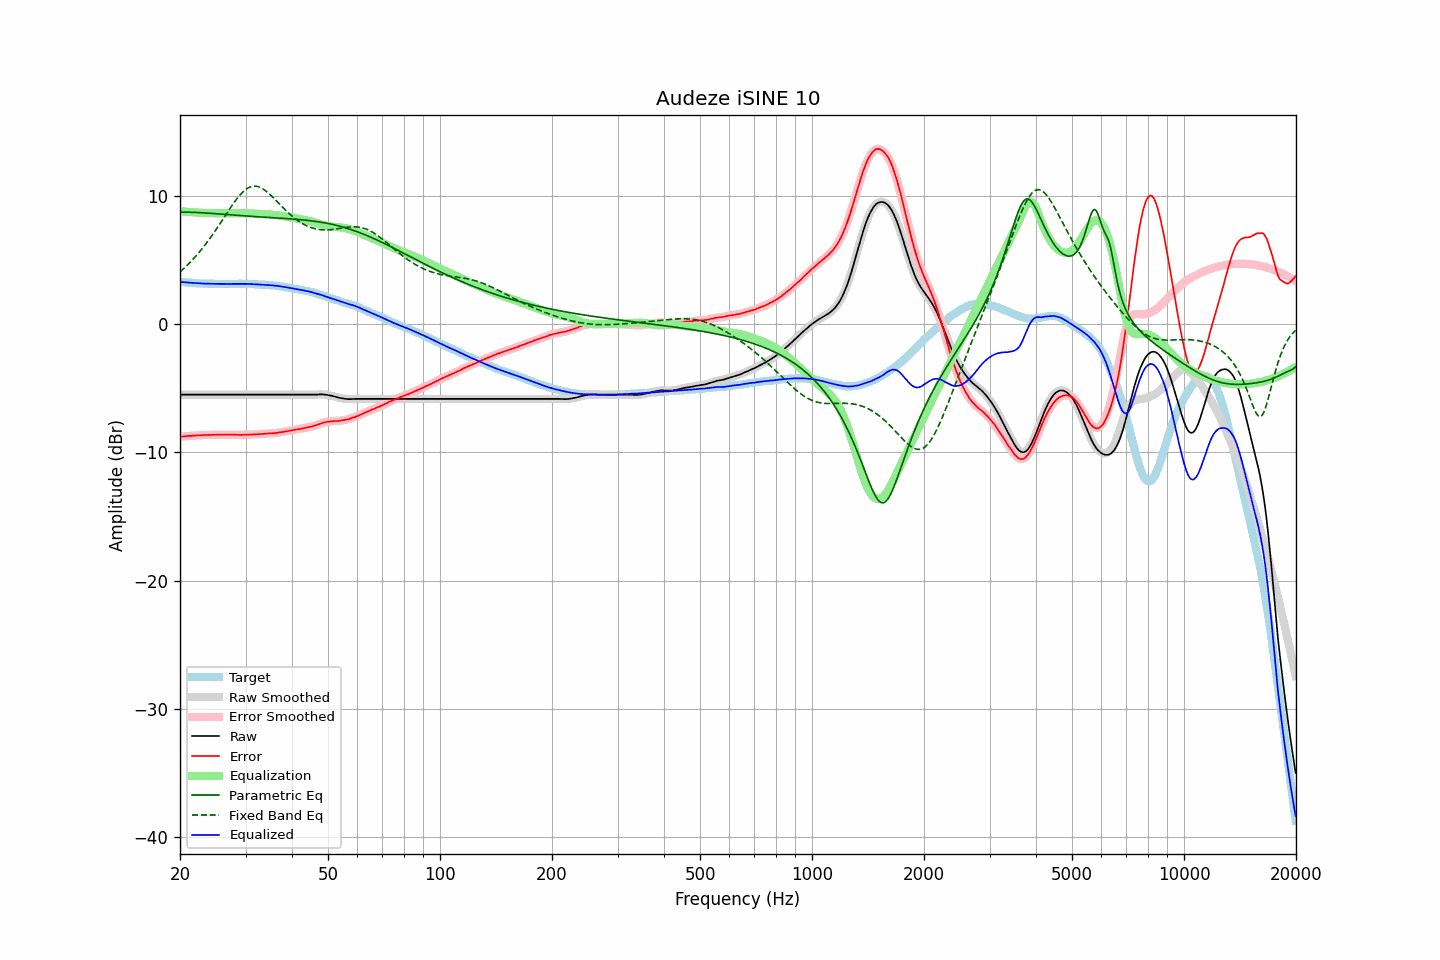 Audeze iSINE 10
Amplitude (dBr)
10
0
−10
−20
−30
−40
Target
Raw Smoothed
Error Smoothed
Raw
Error
Equalization
Parametric Eq
Fixed Band Eq
Equalized
20 50 100 200 500 1000 2000 5000 10000 20000
Frequency (Hz)